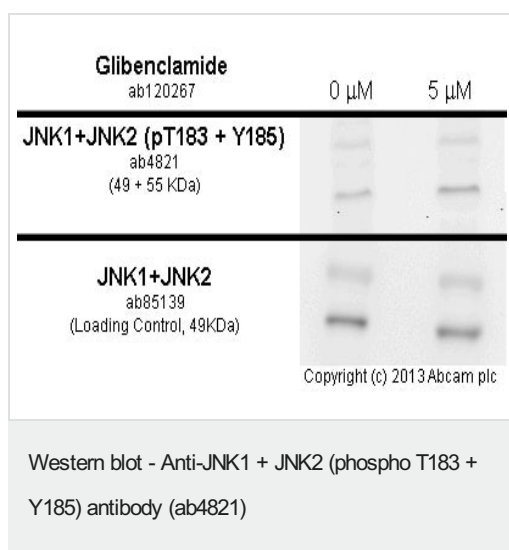 Glibenclamide
ab120267
0 µM 5 µM
JNK1+JNK2 (pT183 + Y185)
ab4821
(49 + 55 KDa)
JNK1+JNK2
ab85139
(Loading Control, 49KDa)
Copyright (c) 2013 Abcam plc
Western blot - Anti-JNK1 + JNK2 (phospho T183 +
Y185) antibody (ab4821)